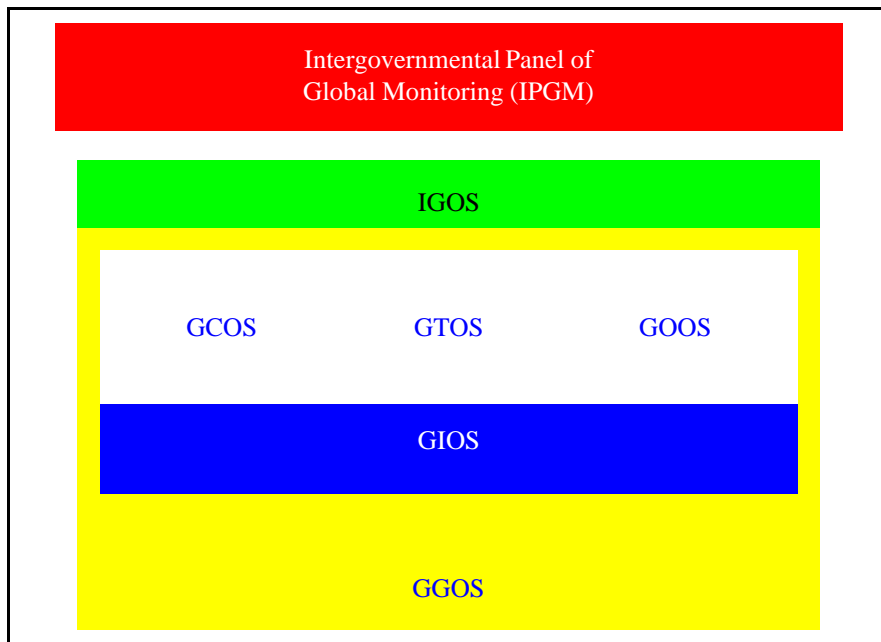 Intergovernmental Panel of
Global Monitoring (IPGM)
IGOS
GCOS GTOS GOOS
GIOS
GGOS